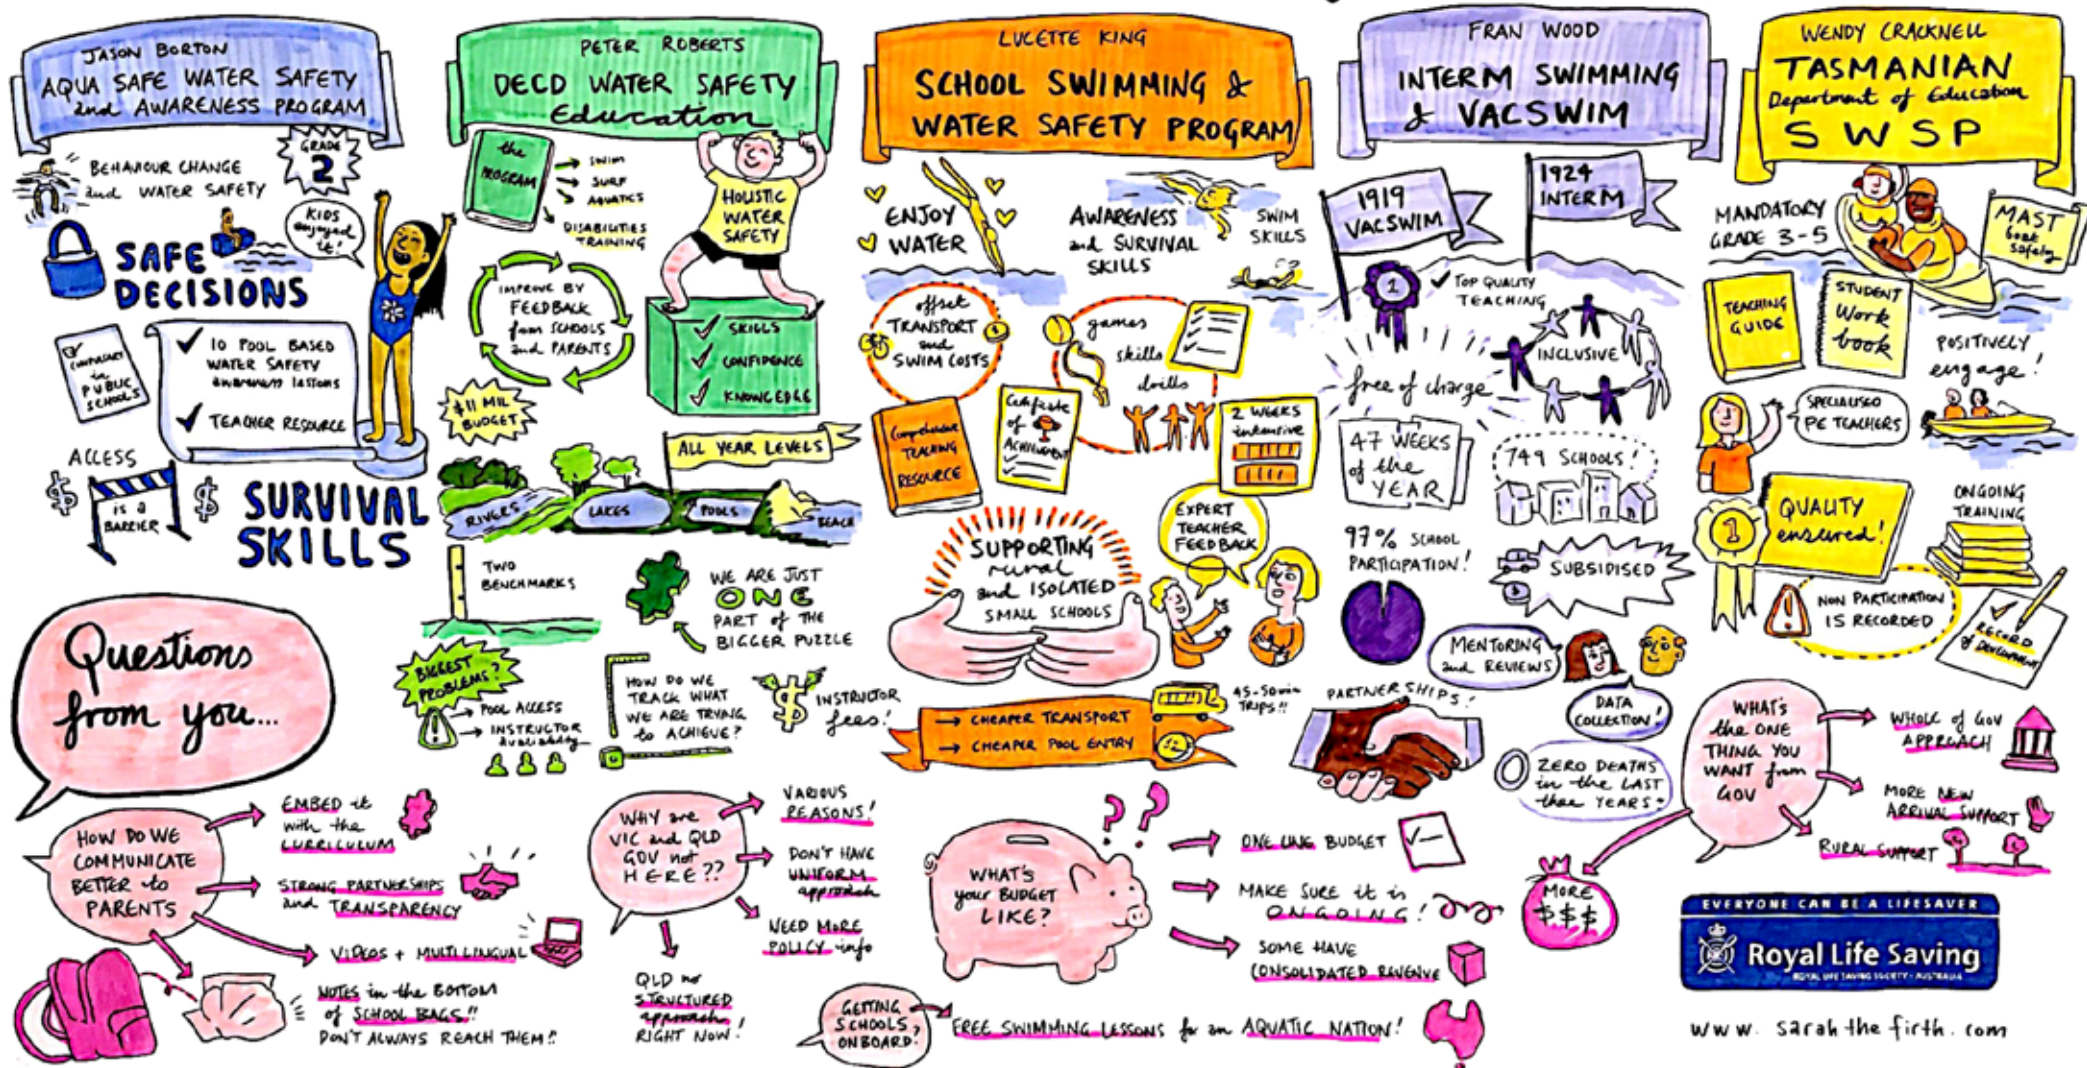 JASON BORTON
AQUA SAFE WATER SAFETY
and AWARENESS PROGRAM
GRADE
2
BEHAVIOUR CHANGE
and WATER SAFETY
KIDS
enjoyed
it!
SAFE
DECISIONS
COMPULSORY
in
PUBLIC
SCHOOLS
10 POOL BASED
WATER SAFETY
awareness lessons
TEACHER RESOURCE
ACCESS
is a
BARRIER
$
$
SURVIVAL
SKILLS
PETER ROBERTS
DECD WATER SAFETY
Education
the
PROGRAM
SWIM
SURF
AQUATICS
DISABILITIES
TRAINING
HOLISTIC
WATER
SAFETY
IMPROVE BY
FEEDBACK
from SCHOOLS
and PARENTS
SKILLS
CONFIDENCE
KNOWLEDGE
$11 MIL
BUDGET
ALL YEAR LEVELS
RIVERS
LAKES
POOLS
BEACH
TWO
BENCHMARKS
WE ARE JUST
ONE
PART of THE
BIGGER PUZZLE
BIGGEST
PROBLEMS?
POOL ACCESS
INSTRUCTOR
availability
HOW DO WE
TRACK WHAT
WE ARE TRYING
to ACHIEVE?
$
INSTRUCTOR
fees!
LUCETTE KING
SCHOOL SWIMMING &
WATER SAFETY PROGRAM
ENJOY
WATER
AWARENESS
and SURVIVAL
SKILLS
SWIM
SKILLS
offset
TRANSPORT
and
SWIM COSTS
games
skills
drills
Comprehensive
TEACHING
RESOURCE
Certificate
of
ACHIEVEMENT
2 WEEKS
intensive
EXPERT
TEACHER
FEEDBACK
SUPPORTING
rural
and ISOLATED
SMALL SCHOOLS
CHEAPER TRANSPORT
CHEAPER POOL ENTRY
45-50 min
TRIPS!!
FRAN WOOD
INTERM SWIMMING
& VACSWIM
1919
VACSWIM
1924
INTERM
1
TOP QUALITY
TEACHING
INCLUSIVE
free of charge
47 WEEKS
of the
YEAR
749 SCHOOLS!
97% SCHOOL
PARTICIPATION!
SUBSIDISED
MENTORING
and REVIEWS
DATA
COLLECTION!
PARTNERSHIPS!
ZERO DEATHS
in the LAST
three YEARS
WENDY CRACKNELL
TASMANIAN
Department of Education
SWSP
MANDATORY
GRADE 3-5
MAST
boat
safety
TEACHING
GUIDE
STUDENT
Work
book
POSITIVELY
engage!
SPECIALISED
PE TEACHERS
1
QUALITY
ensured!
ONGOING
TRAINING
NON PARTICIPATION
IS RECORDED
RECORD
of DEVELOPMENT
Questions
from you...
HOW DO WE
COMMUNICATE
BETTER to
PARENTS
EMBED it
with the
CURRICULUM
STRONG PARTNERSHIPS
and TRANSPARENCY
VIDEOS + MULTILINGUAL
NOTES in the BOTTOM
of SCHOOL BAGS!!
DON'T ALWAYS REACH THEM!!
WHY are
VIC and QLD
GOV not
HERE??
VARIOUS
REASONS!
DON'T HAVE
UNIFORM
approach
NEED MORE
POLICY info
QLD no
STRUCTURED
approach
RIGHT NOW!
WHAT'S
your BUDGET
LIKE?
??
ONE LINE BUDGET
MAKE SURE it is
ONGOING!
SOME HAVE
CONSOLIDATED REVENUE
GETTING
SCHOOLS
ONBOARD?
FREE SWIMMING LESSONS for an AQUATIC NATION!
WHAT'S
the ONE
THING YOU
WANT from
GOV
WHOLE of GOV
APPROACH
MORE NEW
ARRIVAL SUPPORT
RURAL SUPPORT
MORE
$$$
EVERYONE CAN BE A LIFESAVER
Royal Life Saving
ROYAL LIFE SAVING SOCIETY - AUSTRALIA
www.sarahthefirth.com